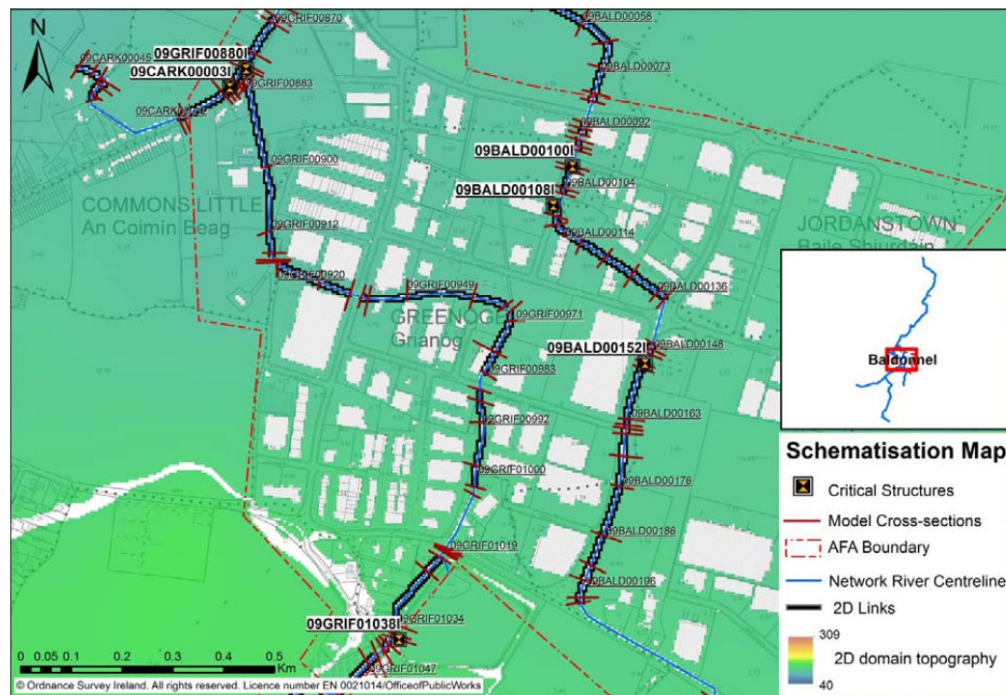 N
09GRIF00870
09BALD00058
09CARK00045
09GRIF00880I
09CARK00003I
09GRIF00883
09BALD00073
09BALD00092
09BALD00100I
09GRIF00900
09BALD00104
09BALD00108I
COMMONS LITTLE
An Coimin Beag
09GRIF00912
09BALD00114
JORDANSTOWN
09GRIF00920
09GRIF00949
09BALD00136
GREENOGE
Grianog
09GRIF00971
09BALD00152I
09BALD00148
09GRIF00983
Baldonnel
09GRIF00992
09BALD00163
Schematisation Map
09GRIF01000
09BALD00176
Critical Structures
Model Cross-sections
09BALD00186
AFA Boundary
09GRIF01019
09BALD00196
Network River Centreline
2D Links
09GRIF01038I
09GRIF01034
309
2D domain topography
40
09GRIF01047
0 0.05 0.1 0.2 0.3 0.4 0.5
Km
© Ordnance Survey Ireland. All rights reserved. Licence number EN 0021014/OfficeofPublicWorks